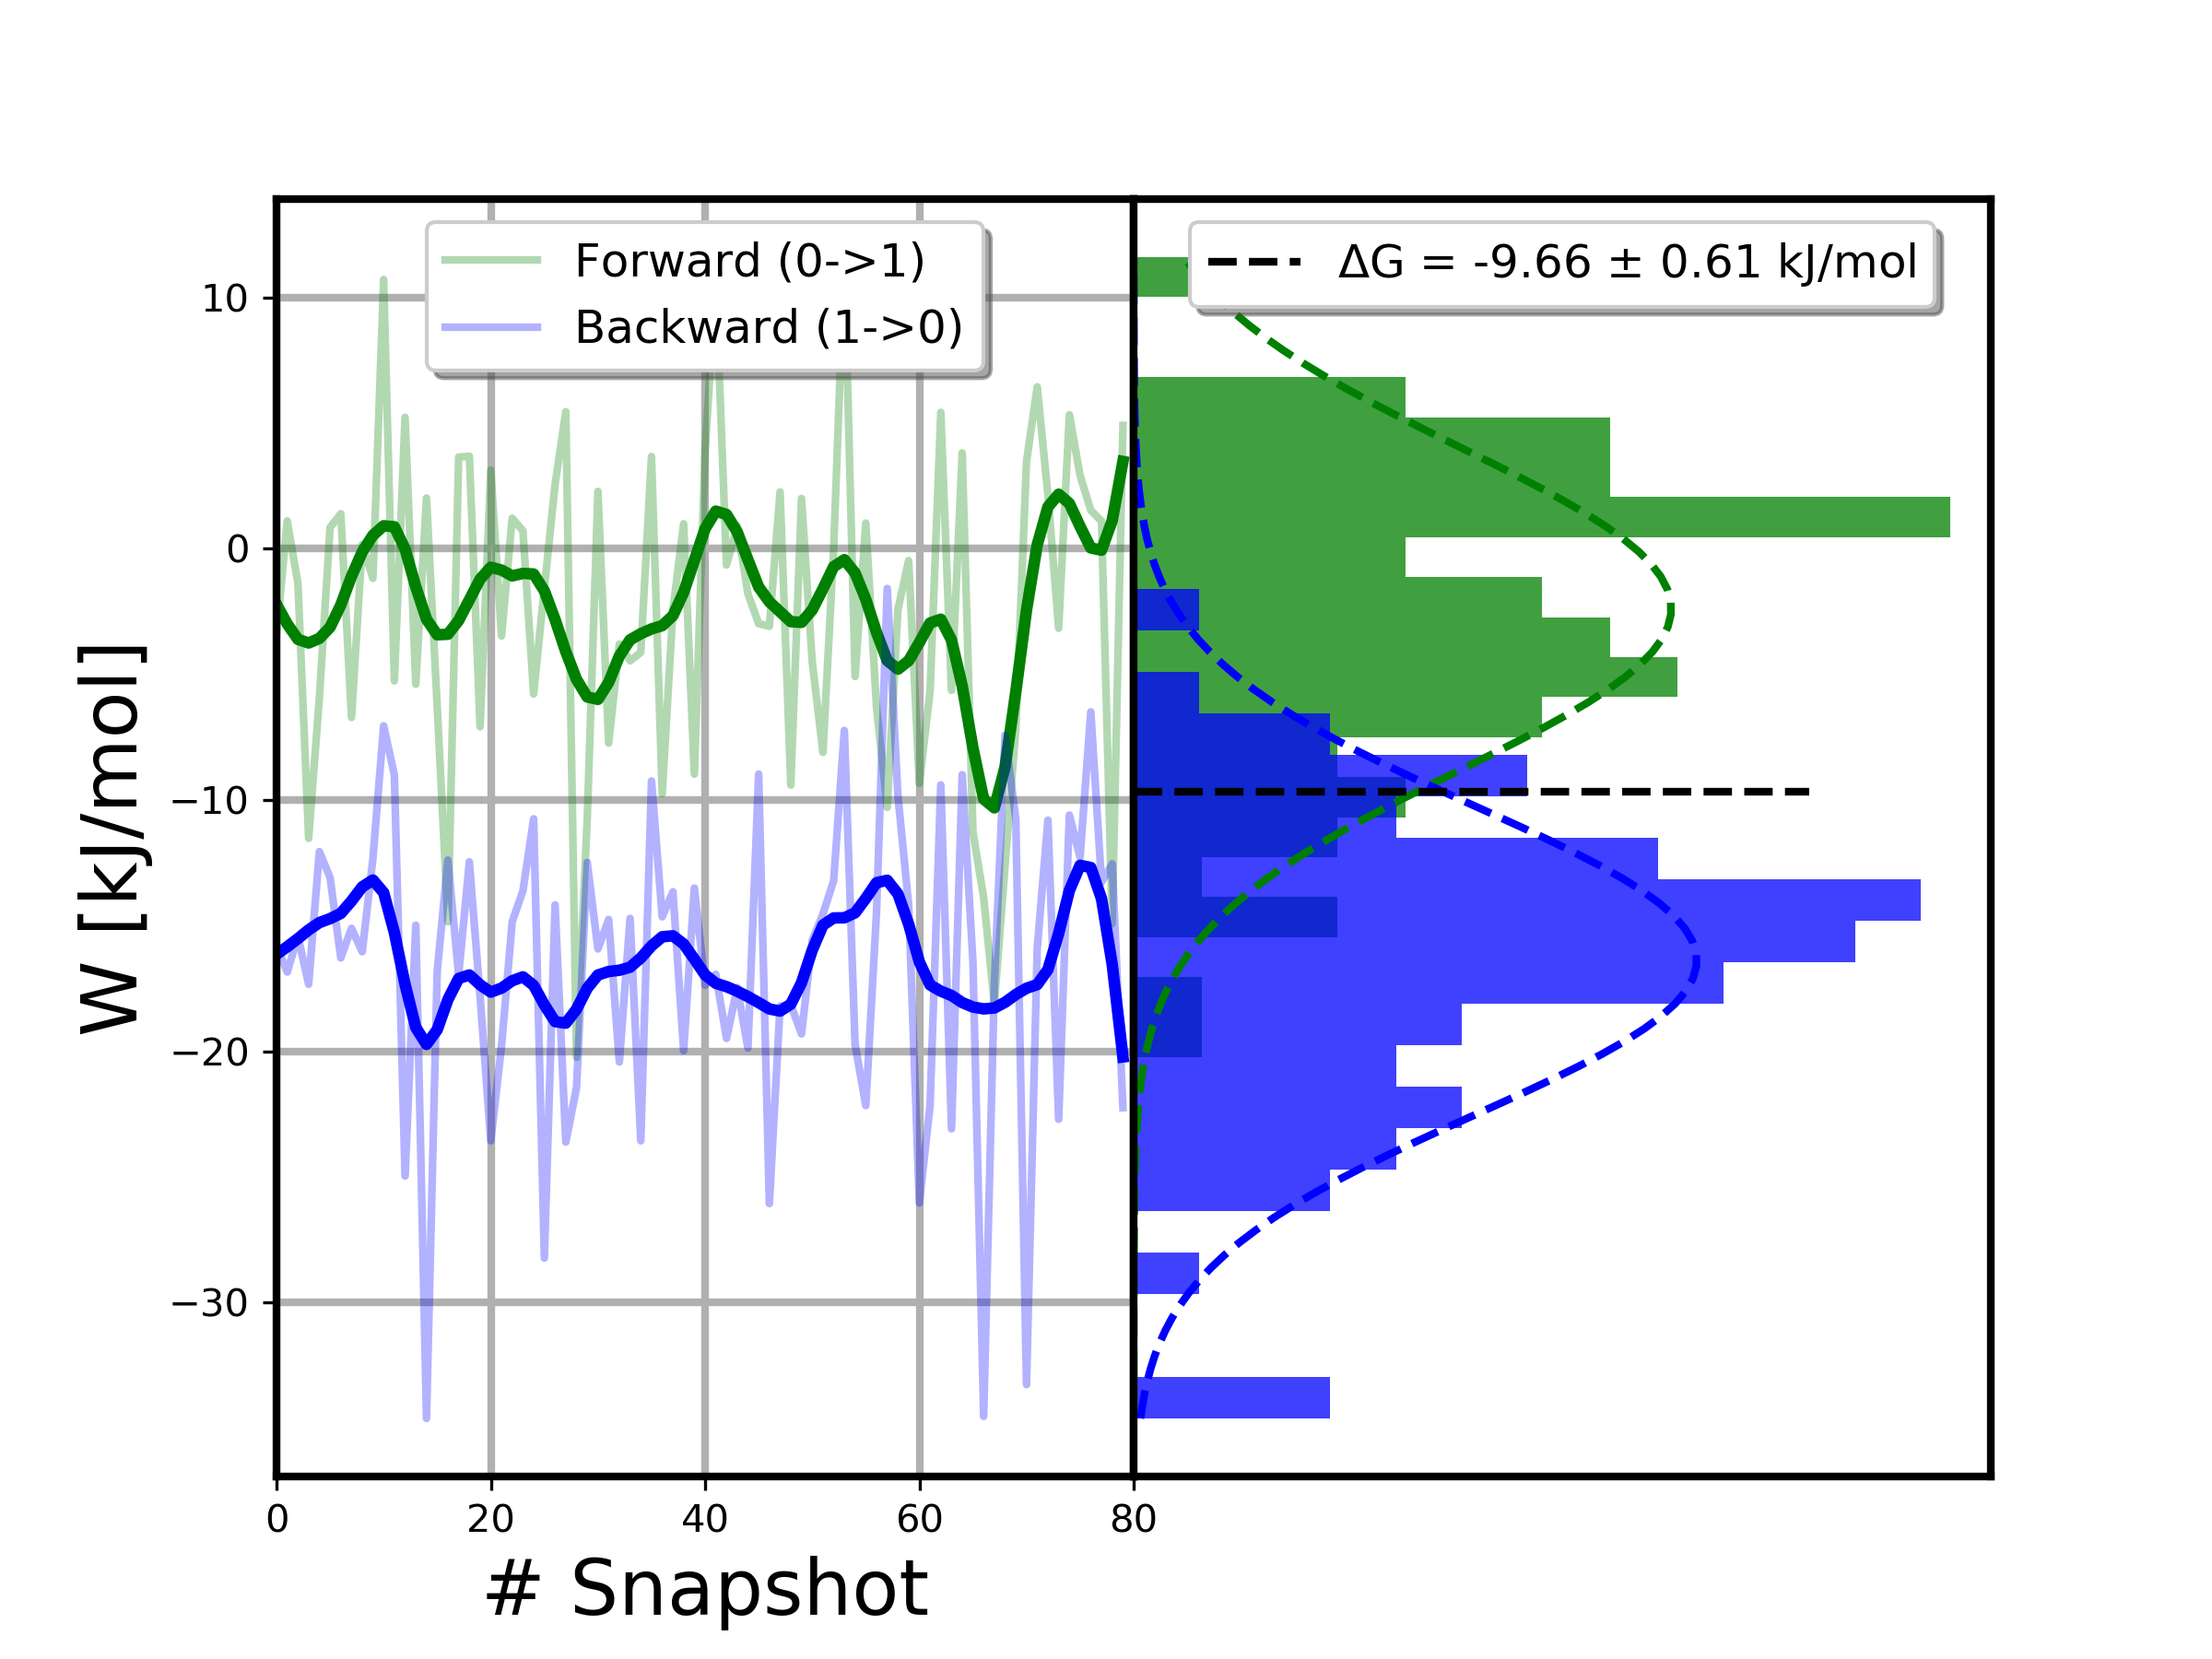 Forward (0->1)
Backward (1->0)
ΔG = -9.66 ± 0.61 kJ/mol
W [kJ/mol]
10
0
−10
−20
−30
0 20 40 60 80
# Snapshot